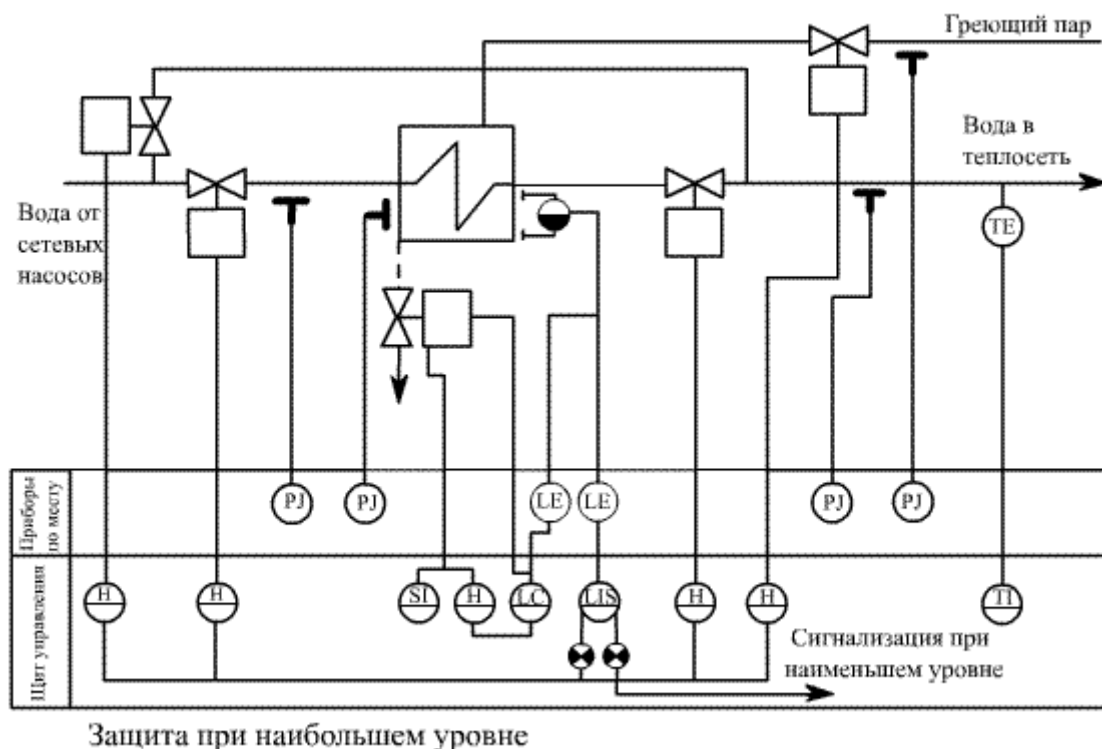 Греющий пар
Вода в
теплосеть
Вода от
сетевых
насосов
TE
Приборы
по месту
PJ
PJ
LE
LE
PJ
PJ
Щит управления
H
H
SI
H
LC
LIS
H
H
TI
Сигнализация при
наименьшем уровне
Защита при наибольшем уровне